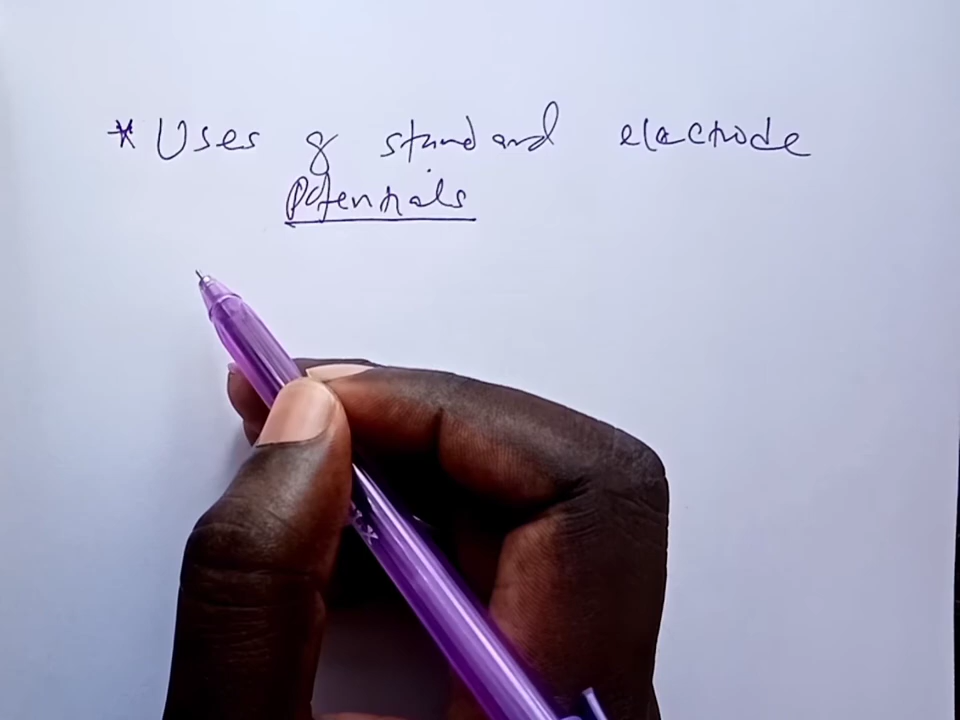 * Uses of standard electrode
Potentials